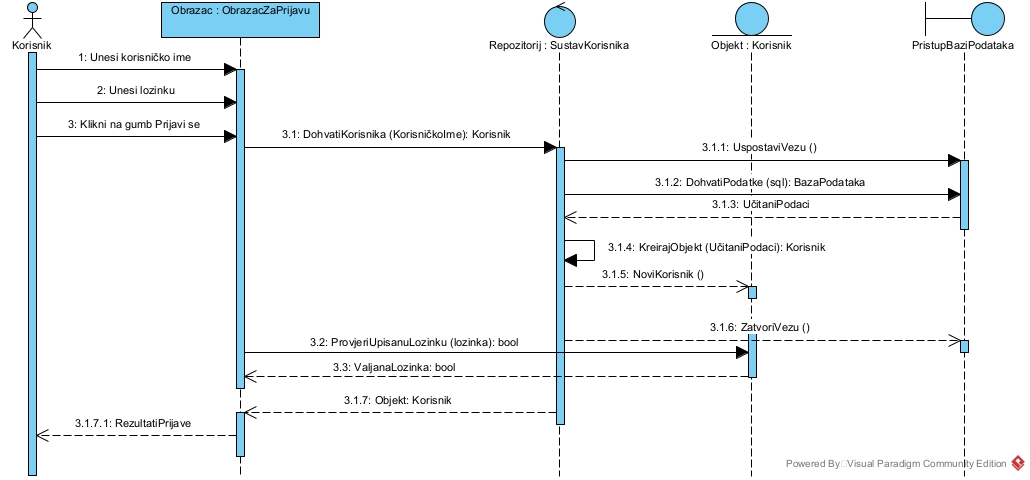 Obrazac : ObrazacZaPrijavu
Korisnik
Repozitorij : SustavKorisnika
Objekt : Korisnik
PristupBaziPodataka
1: Unesi korisničko ime
2: Unesi lozinku
3: Klikni na gumb Prijavi se
3.1: DohvatiKorisnika (KorisničkoIme): Korisnik
3.1.1: UspostaviVezu ()
3.1.2: DohvatiPodatke (sql): BazaPodataka
3.1.3: UčitaniPodaci
3.1.4: KreirajObjekt (UčitaniPodaci): Korisnik
3.1.5: NoviKorisnik ()
3.1.6: ZatvoriVezu ()
3.2: ProvjeriUpisanuLozinku (lozinka): bool
3.3: ValjanaLozinka: bool
3.1.7: Objekt: Korisnik
3.1.7.1: RezultatiPrijave
Powered By Visual Paradigm Community Edition